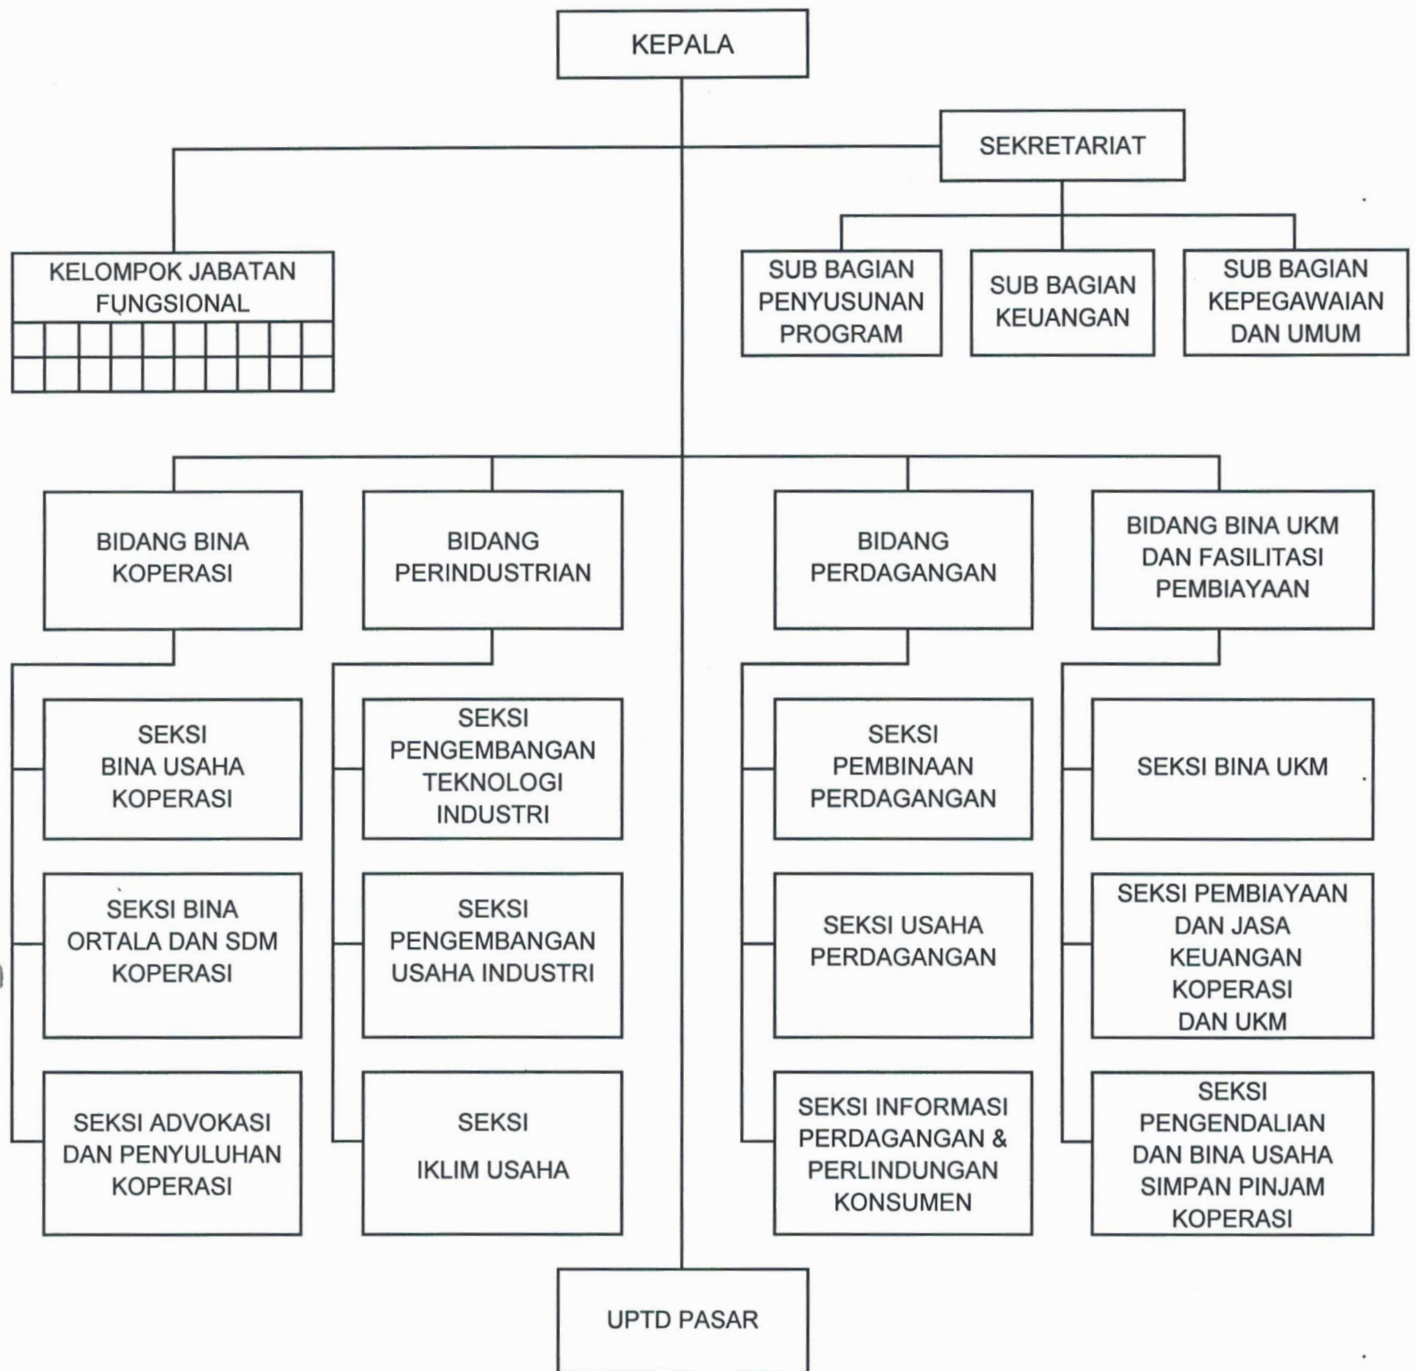 KEPALA
SEKRETARIAT
KELOMPOK JABATAN
FUNGSIONAL
SUB BAGIAN
PENYUSUNAN
PROGRAM
SUB BAGIAN
KEUANGAN
SUB BAGIAN
KEPEGAWAIAN
DAN UMUM
BIDANG BINA
KOPERASI
BIDANG
PERINDUSTRIAN
BIDANG
PERDAGANGAN
BIDANG BINA UKM
DAN FASILITASI
PEMBIAYAAN
SEKSI
BINA USAHA
KOPERASI
SEKSI
PENGEMBANGAN
TEKNOLOGI
INDUSTRI
SEKSI
PEMBINAAN
PERDAGANGAN
SEKSI BINA UKM
SEKSI BINA
ORTALA DAN SDM
KOPERASI
SEKSI
PENGEMBANGAN
USAHA INDUSTRI
SEKSI USAHA
PERDAGANGAN
SEKSI PEMBIAYAAN
DAN JASA
KEUANGAN
KOPERASI
DAN UKM
SEKSI ADVOKASI
DAN PENYULUHAN
KOPERASI
SEKSI
IKLIM USAHA
SEKSI INFORMASI
PERDAGANGAN &
PERLINDUNGAN
KONSUMEN
SEKSI
PENGENDALIAN
DAN BINA USAHA
SIMPAN PINJAM
KOPERASI
UPTD PASAR